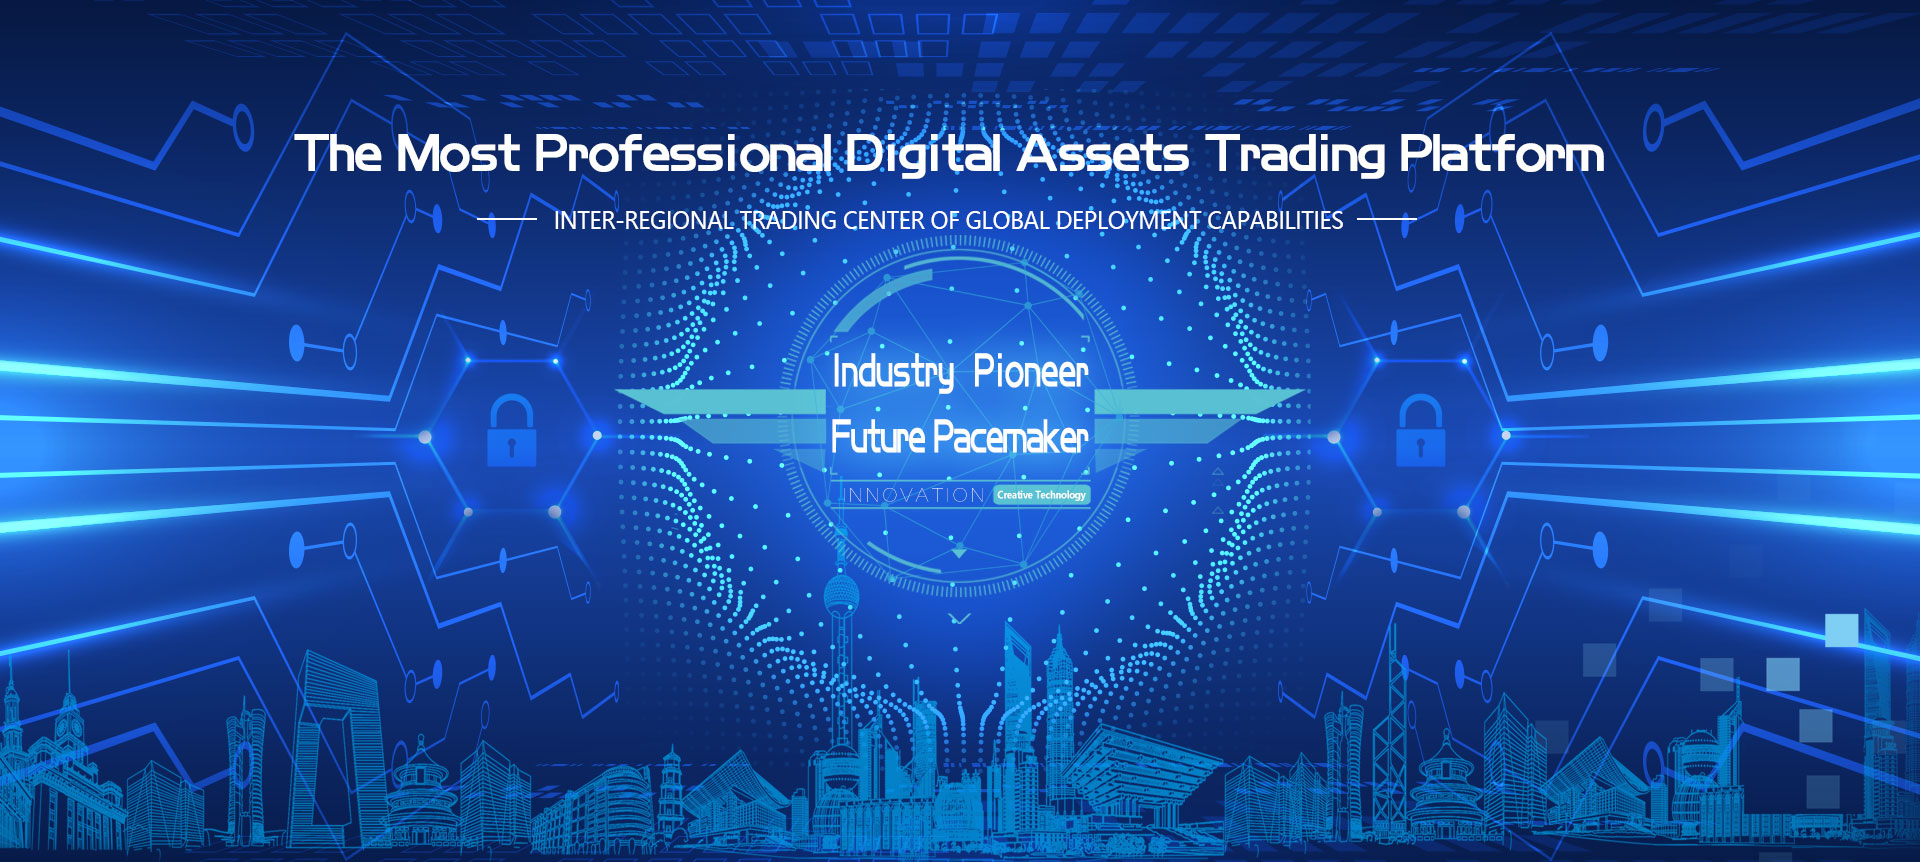 The Most Professional Digital Assets Trading Platform
INTER-REGIONAL TRADING CENTER OF GLOBAL DEPLOYMENT CAPABILITIES
Industry Pioneer
Future Pacemaker
INNOVATION Creative Technology